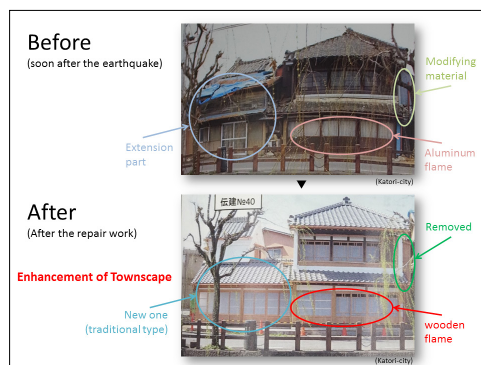 Before
(soon after the earthquake)
Modifying
material
Extension
part
Aluminum
flame
(Katori-city)
▼
After
(After the repair work)
伝建№40
Removed
Enhancement of Townscape
New one
(traditional type)
wooden
flame
(Katori-city)